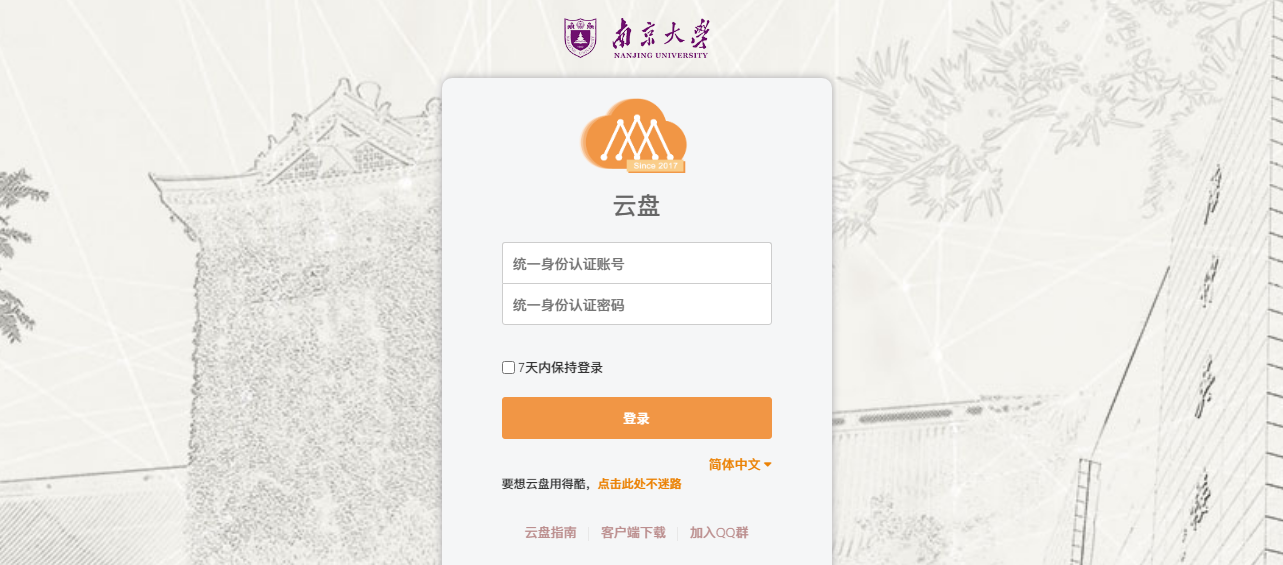 南京大学
NANJING UNIVERSITY
Since 2017
云盘
统一身份认证账号
统一身份认证密码
7天内保持登录
登录
简体中文
要想云盘用得酷，点击此处不迷路
云盘指南 客户端下载 加入QQ群